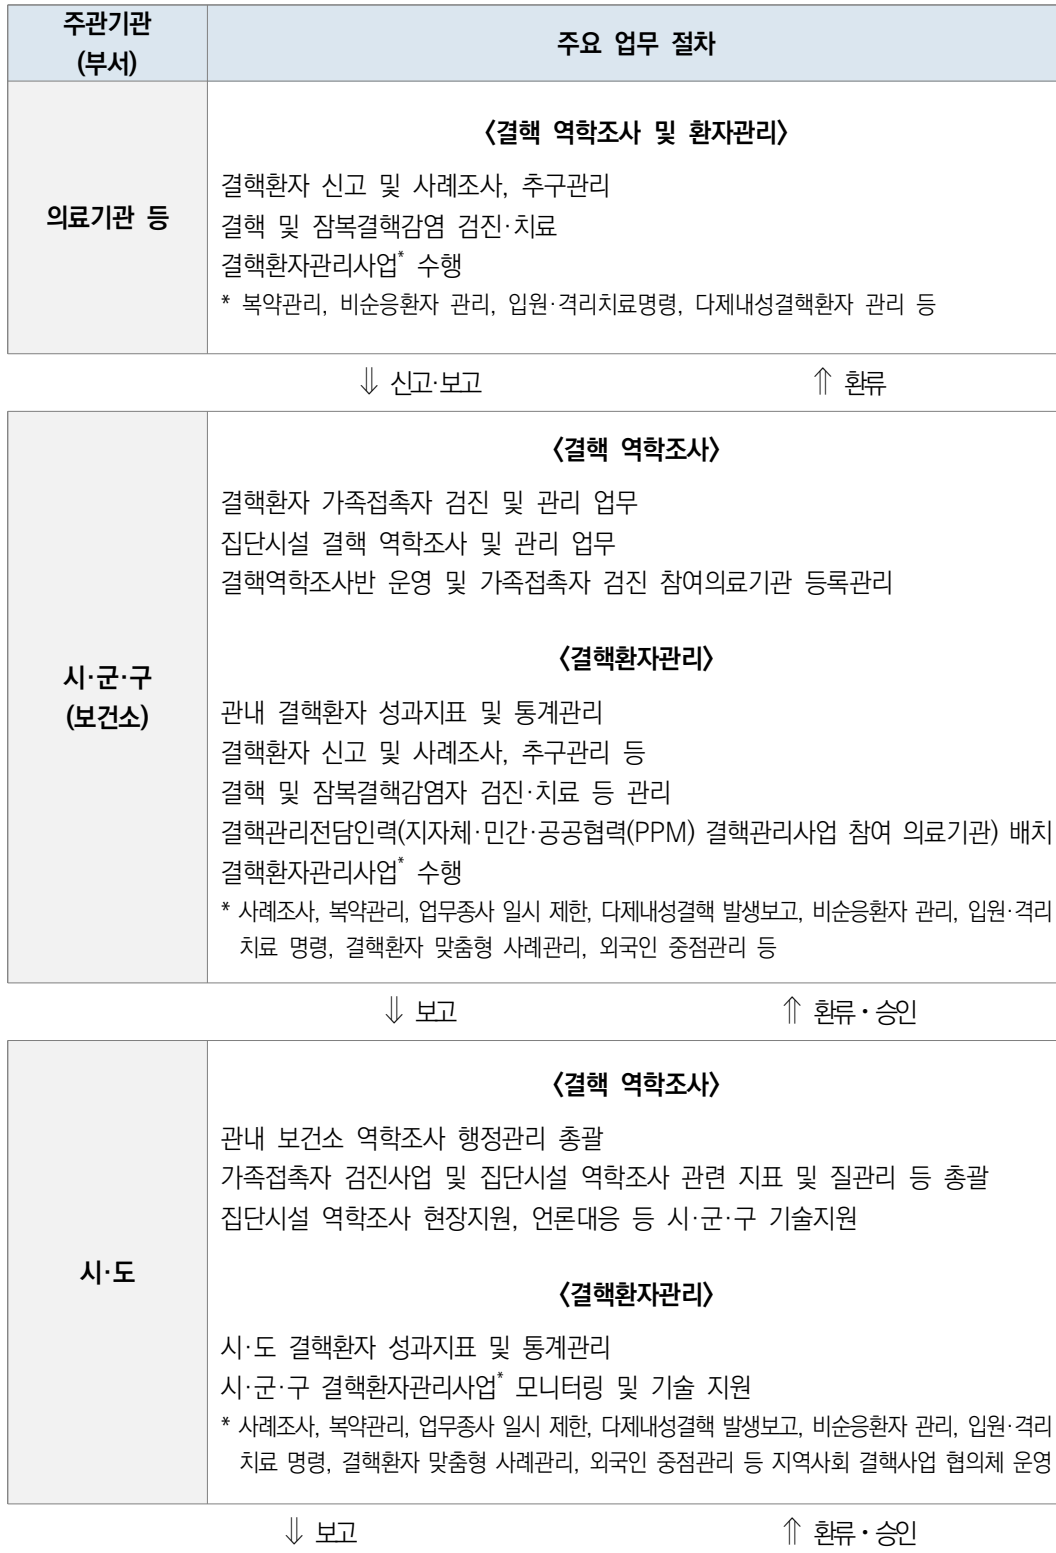 주관기관
(부서)
주요 업무 절차
의료기관 등
〈결핵 역학조사 및 환자관리〉
결핵환자 신고 및 사례조사, 추구관리
결핵 및 잠복결핵감염 검진·치료
결핵환자관리사업* 수행
* 복약관리, 비순응환자 관리, 입원·격리치료명령, 다제내성결핵환자 관리 등
⇓ 신고·보고 ⇑ 환류
시·군·구
(보건소)
〈결핵 역학조사〉
결핵환자 가족접촉자 검진 및 관리 업무
집단시설 결핵 역학조사 및 관리 업무
결핵역학조사반 운영 및 가족접촉자 검진 참여의료기관 등록관리
〈결핵환자관리〉
관내 결핵환자 성과지표 및 통계관리
결핵환자 신고 및 사례조사, 추구관리 등
결핵 및 잠복결핵감염자 검진·치료 등 관리
결핵관리전담인력(지자체·민간·공공협력(PPM) 결핵관리사업 참여 의료기관) 배치
결핵환자관리사업* 수행
* 사례조사, 복약관리, 업무종사 일시 제한, 다제내성결핵 발생보고, 비순응환자 관리, 입원·격리
치료 명령, 결핵환자 맞춤형 사례관리, 외국인 중점관리 등
⇓ 보고 ⇑ 환류·승인
시·도
〈결핵 역학조사〉
관내 보건소 역학조사 행정관리 총괄
가족접촉자 검진사업 및 집단시설 역학조사 관련 지표 및 질관리 등 총괄
집단시설 역학조사 현장지원, 언론대응 등 시·군·구 기술지원
〈결핵환자관리〉
시·도 결핵환자 성과지표 및 통계관리
시·군·구 결핵환자관리사업* 모니터링 및 기술 지원
* 사례조사, 복약관리, 업무종사 일시 제한, 다제내성결핵 발생보고, 비순응환자 관리, 입원·격리
치료 명령, 결핵환자 맞춤형 사례관리, 외국인 중점관리 등 지역사회 결핵사업 협의체 운영
⇓ 보고 ⇑ 환류·승인